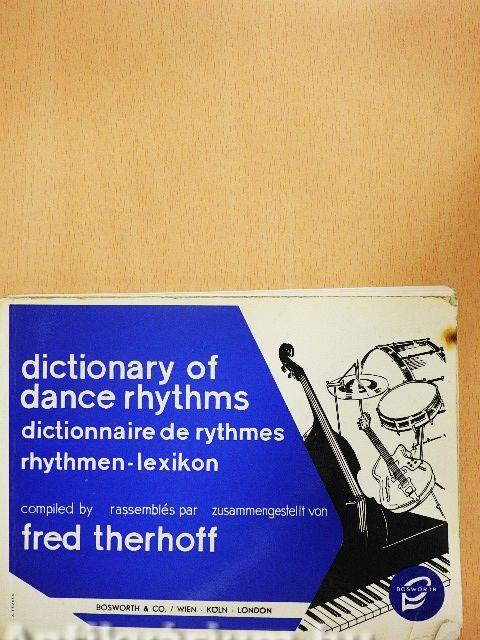 dictionary of
dance rhythms
dictionnaire de rythmes
rhythmen-lexikon
compiled by rassemblés par zusammengestellt von
fred therhoff
BOSWORTH
BOSWORTH & CO. / WIEN - KÖLN - LONDON